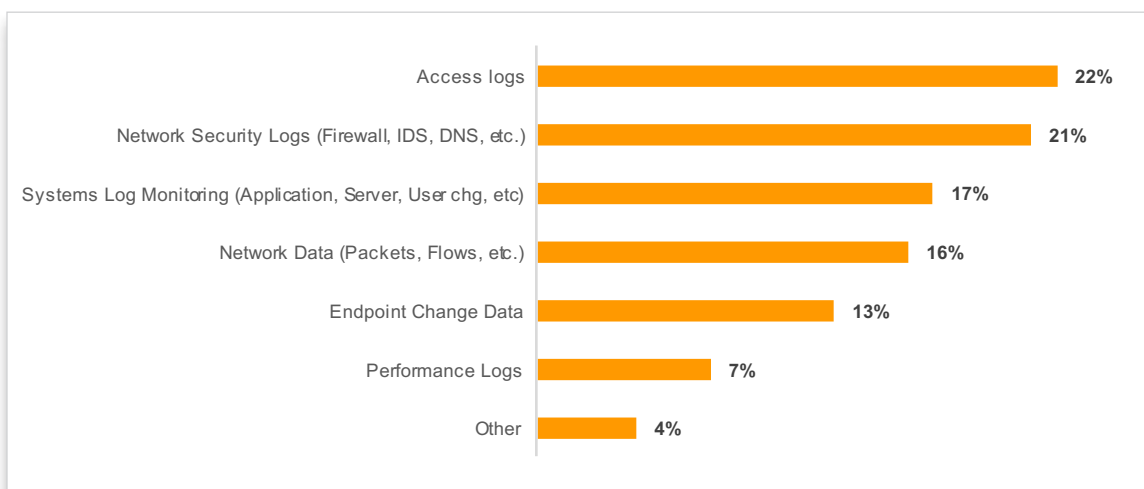 Access logs 22%
Network Security Logs (Firewall, IDS, DNS, etc.) 21%
Systems Log Monitoring (Application, Server, User chg, etc) 17%
Network Data (Packets, Flows, etc.) 16%
Endpoint Change Data 13%
Performance Logs 7%
Other 4%